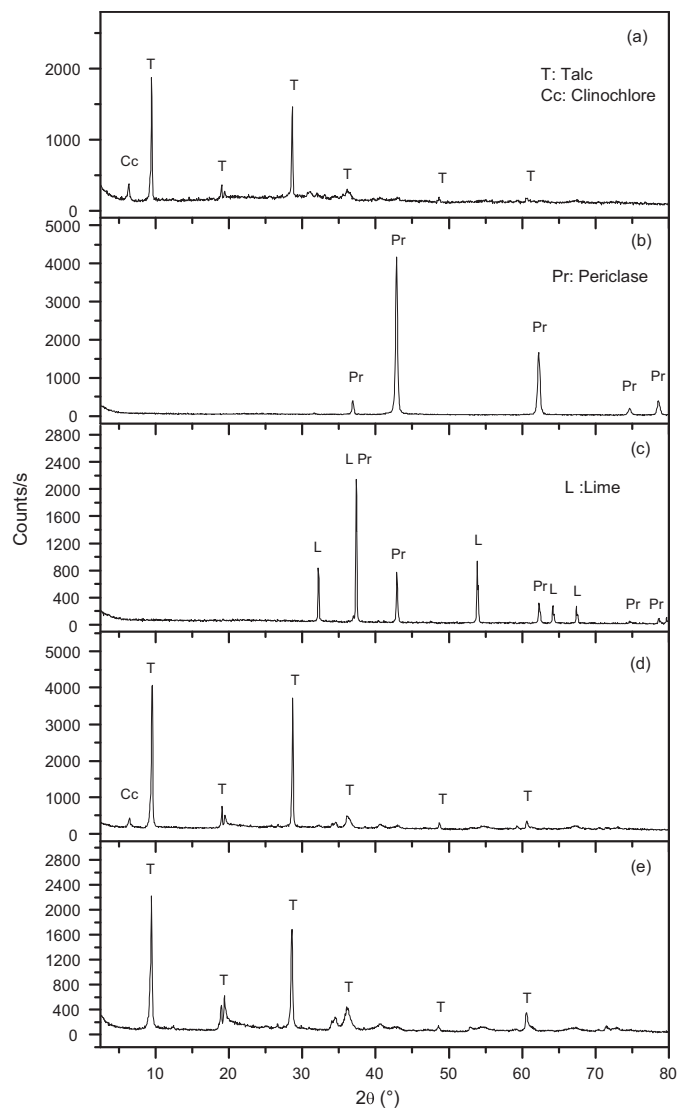 (a)
T: Talc
Cc: Clinochlore
2000
1000
0
Cc
T
T
T
T
T
T
(b)
Pr: Periclase
5000
4000
3000
2000
1000
0
Pr
Pr
Pr
Pr
Pr
(c)
L :Lime
2800
2400
2000
1600
1200
800
400
0
L
L Pr
Pr
L
Pr
L
L
Pr
Pr
Counts/s
(d)
5000
4000
3000
2000
1000
0
Cc
T
T
T
T
T
T
(e)
2800
2400
2000
1600
1200
800
400
0
T
T
T
T
T
T
10 20 30 40 50 60 70 80
2θ (°)